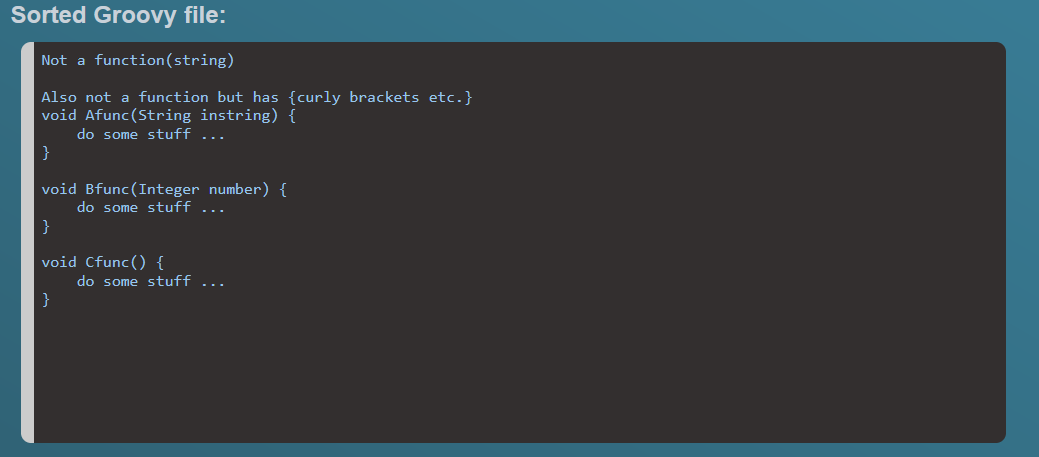 Sorted Groovy file:
Not a function(string)
Also not a function but has {curly brackets etc.}
void Afunc(String instring) {
    do some stuff ...
}
void Bfunc(Integer number) {
    do some stuff ...
}
void Cfunc() {
    do some stuff ...
}